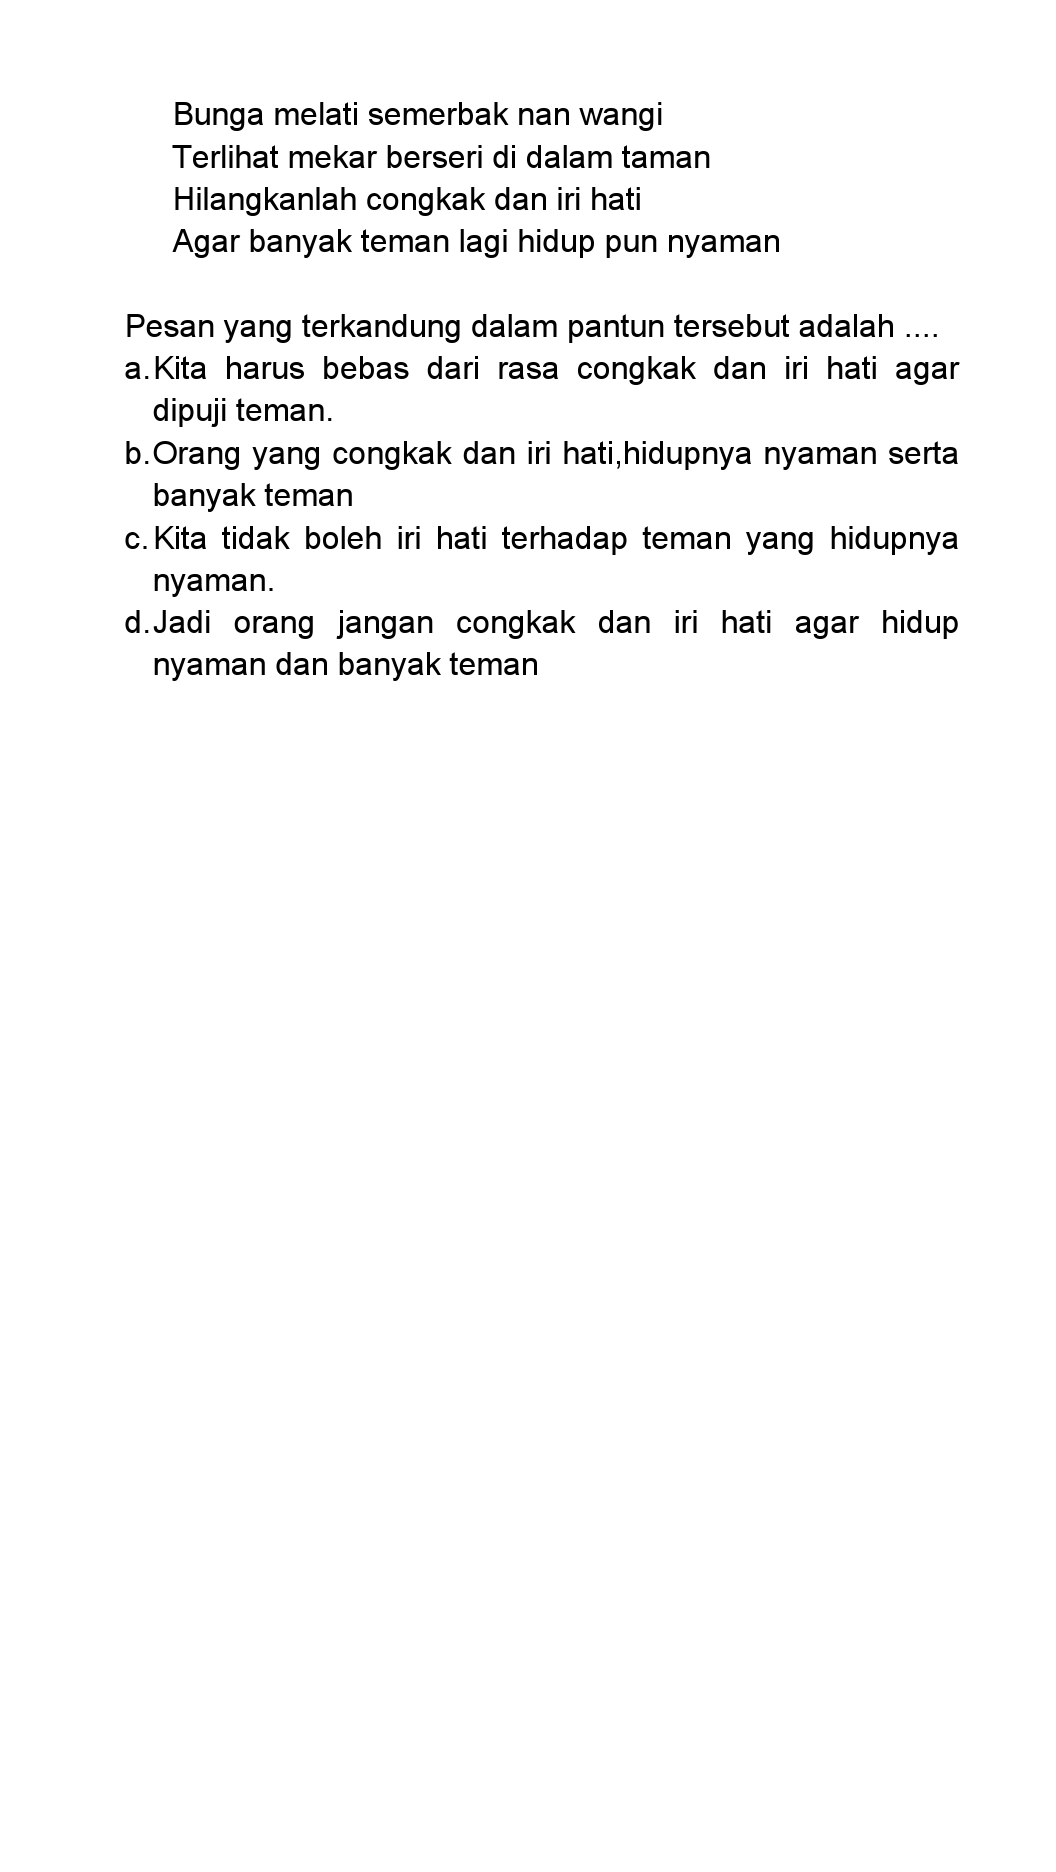 Bunga melati semerbak nan wangi
Terlihat mekar berseri di dalam taman
Hilangkanlah congkak dan iri hati
Agar banyak teman lagi hidup pun nyaman
Pesan yang terkandung dalam pantun tersebut adalah ....
a. Kita harus bebas dari rasa congkak dan iri hati agar
dipuji teman.
b. Orang yang congkak dan iri hati,hidupnya nyaman serta
banyak teman
c. Kita tidak boleh iri hati terhadap teman yang hidupnya
nyaman.
d. Jadi orang jangan congkak dan iri hati agar hidup
nyaman dan banyak teman